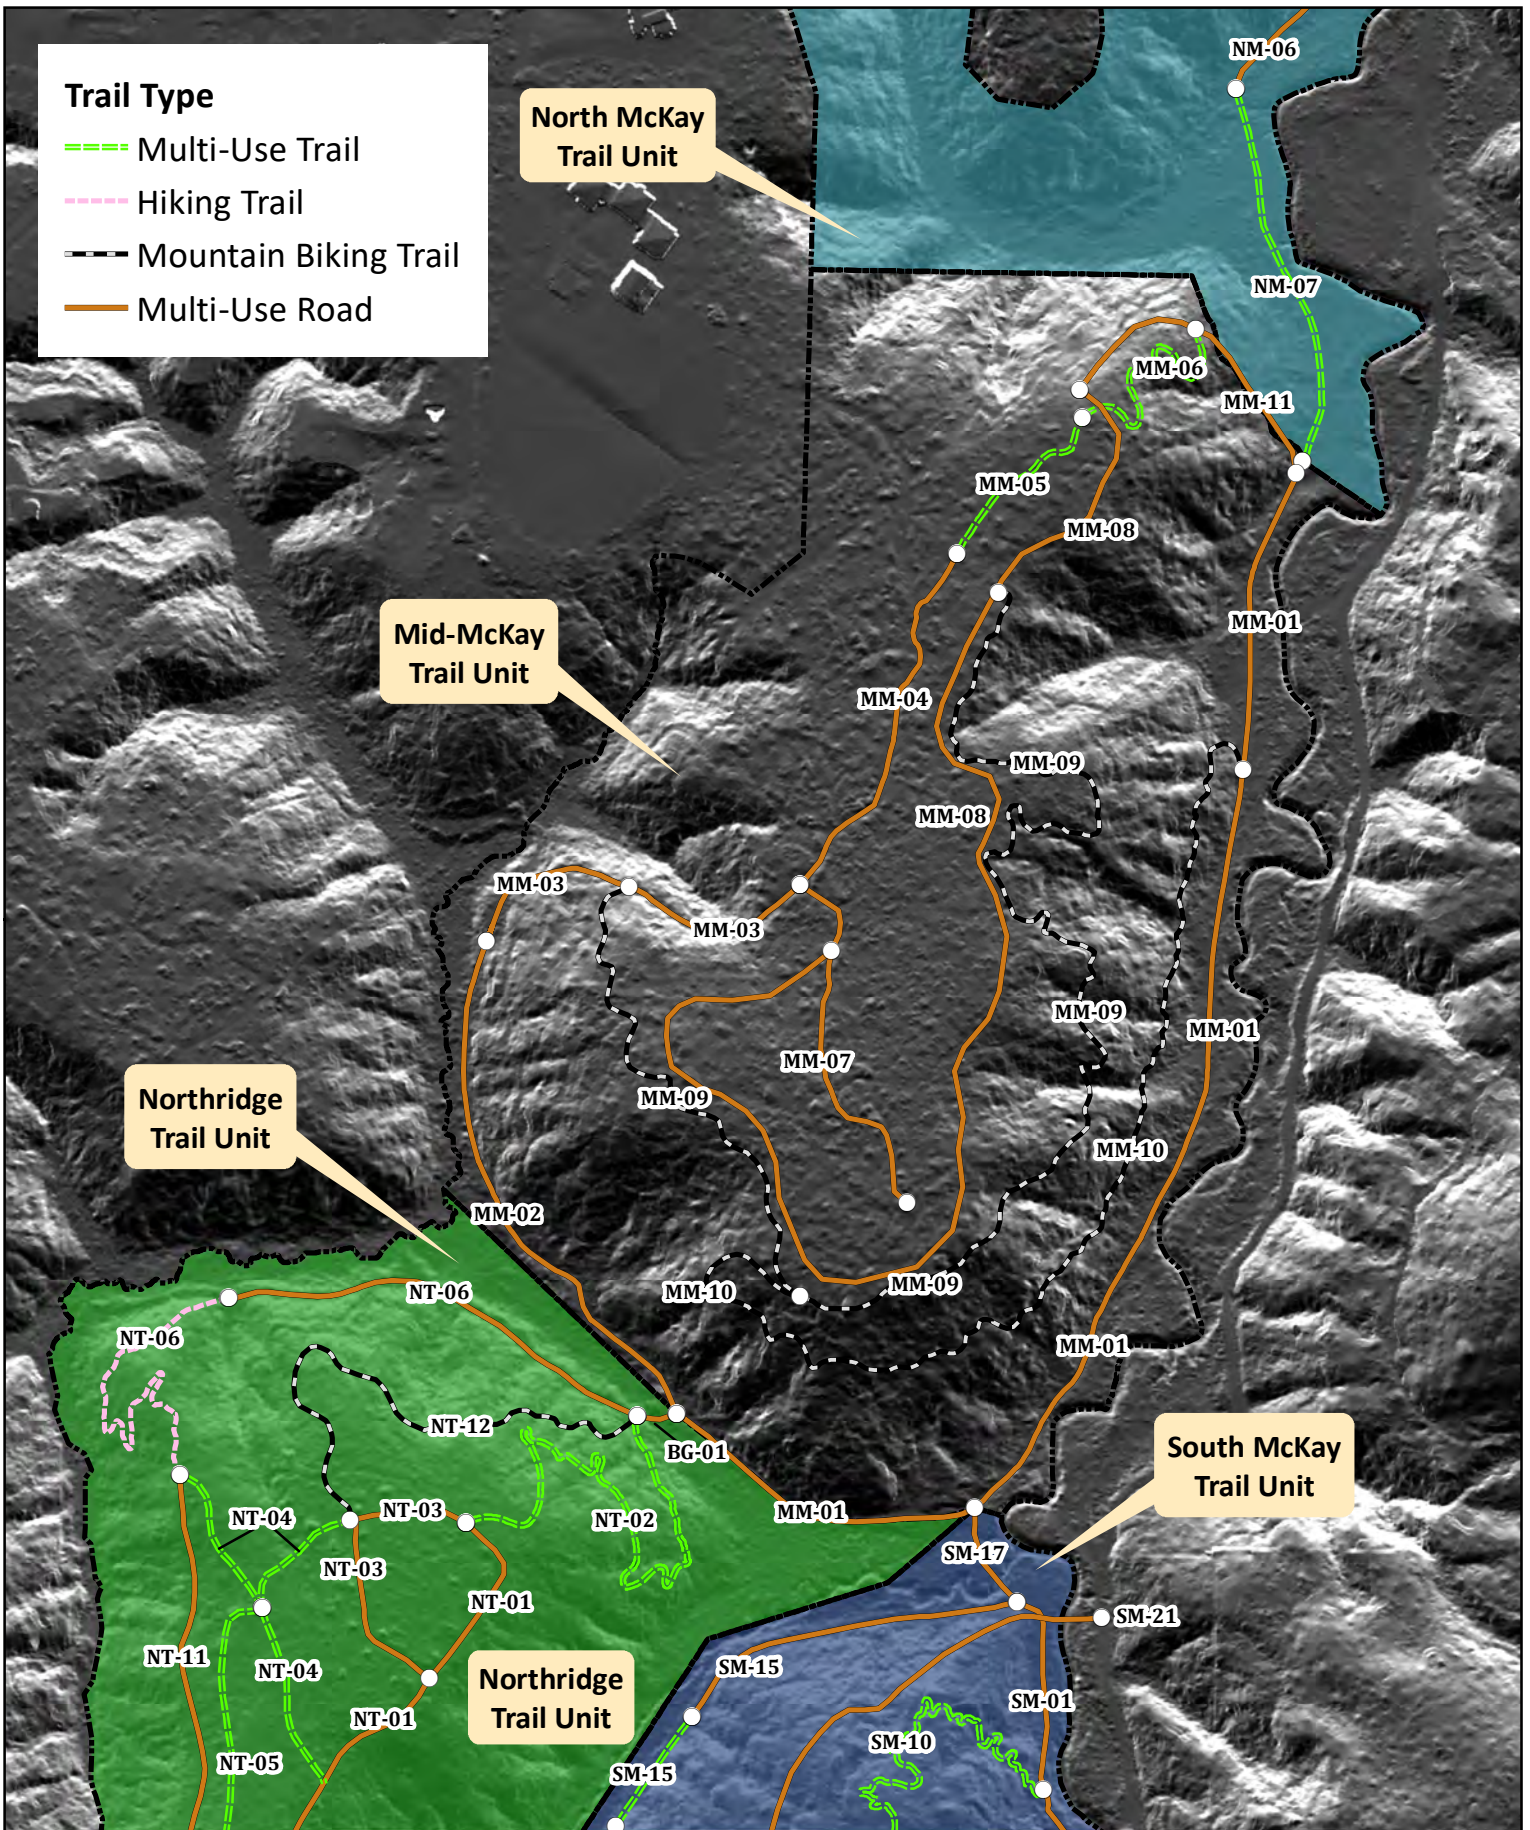 Trail Type
Multi-Use Trail
Hiking Trail
Mountain Biking Trail
Multi-Use Road
NM-06
North McKay
Trail Unit
NM-07
MM-06
MM-11
MM-05
MM-08
MM-01
Mid-McKay
Trail Unit
MM-04
MM-09
MM-08
MM-03
MM-03
MM-09
MM-01
MM-07
MM-09
Northridge
Trail Unit
MM-10
MM-02
MM-09
MM-10
NT-06
NT-06
MM-01
NT-12
BG-01
South McKay
Trail Unit
NT-03
MM-01
NT-04
NT-02
SM-17
NT-03
NT-01
SM-21
NT-11
NT-04
SM-15
Northridge
Trail Unit
SM-01
NT-01
SM-10
NT-05
SM-15